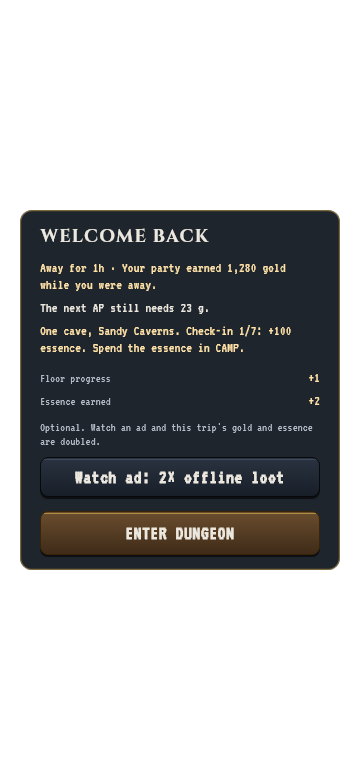 WELCOME BACK
Away for 1h · Your party earned 1,280 gold
while you were away.
The next AP still needs 23 g.
One cave, Sandy Caverns. Check-in 1/7: +100
essence. Spend the essence in CAMP.
Floor progress +1
Essence earned +2
Optional. Watch an ad and this trip's gold and essence
are doubled.
Watch ad: 2X offline loot
ENTER DUNGEON